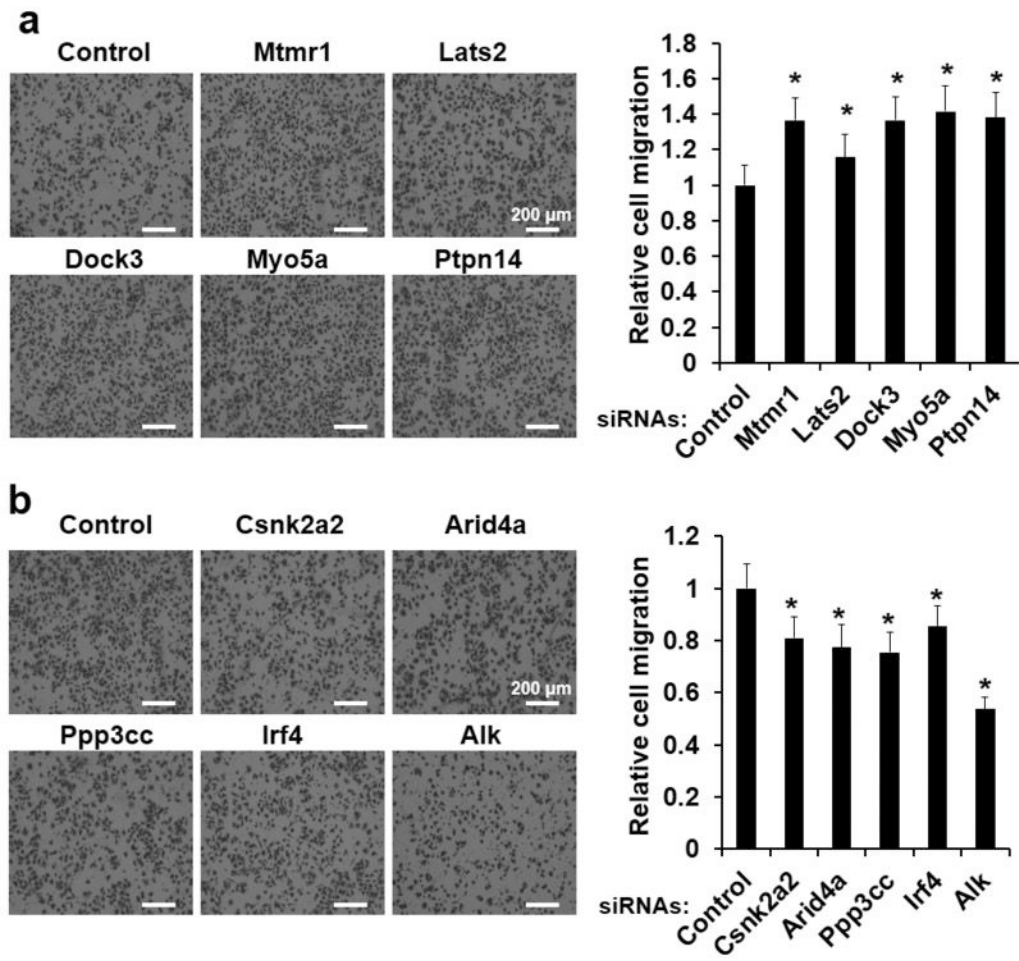 a
Control Mtmr1 Lats2
200 µm
Dock3 Myo5a Ptpn14
Relative cell migration
1.8
1.6
1.4
1.2
1
0.8
0.6
0.4
0.2
0
* * * * *
siRNAs: Control Mtmr1 Lats2 Dock3 Myo5a Ptpn14
b
Control Csnk2a2 Arid4a
200 µm
Ppp3cc Irf4 Alk
Relative cell migration
1.2
1
0.8
0.6
0.4
0.2
0
* * * * *
siRNAs: Control Csnk2a2 Arid4a Ppp3cc Irf4 Alk